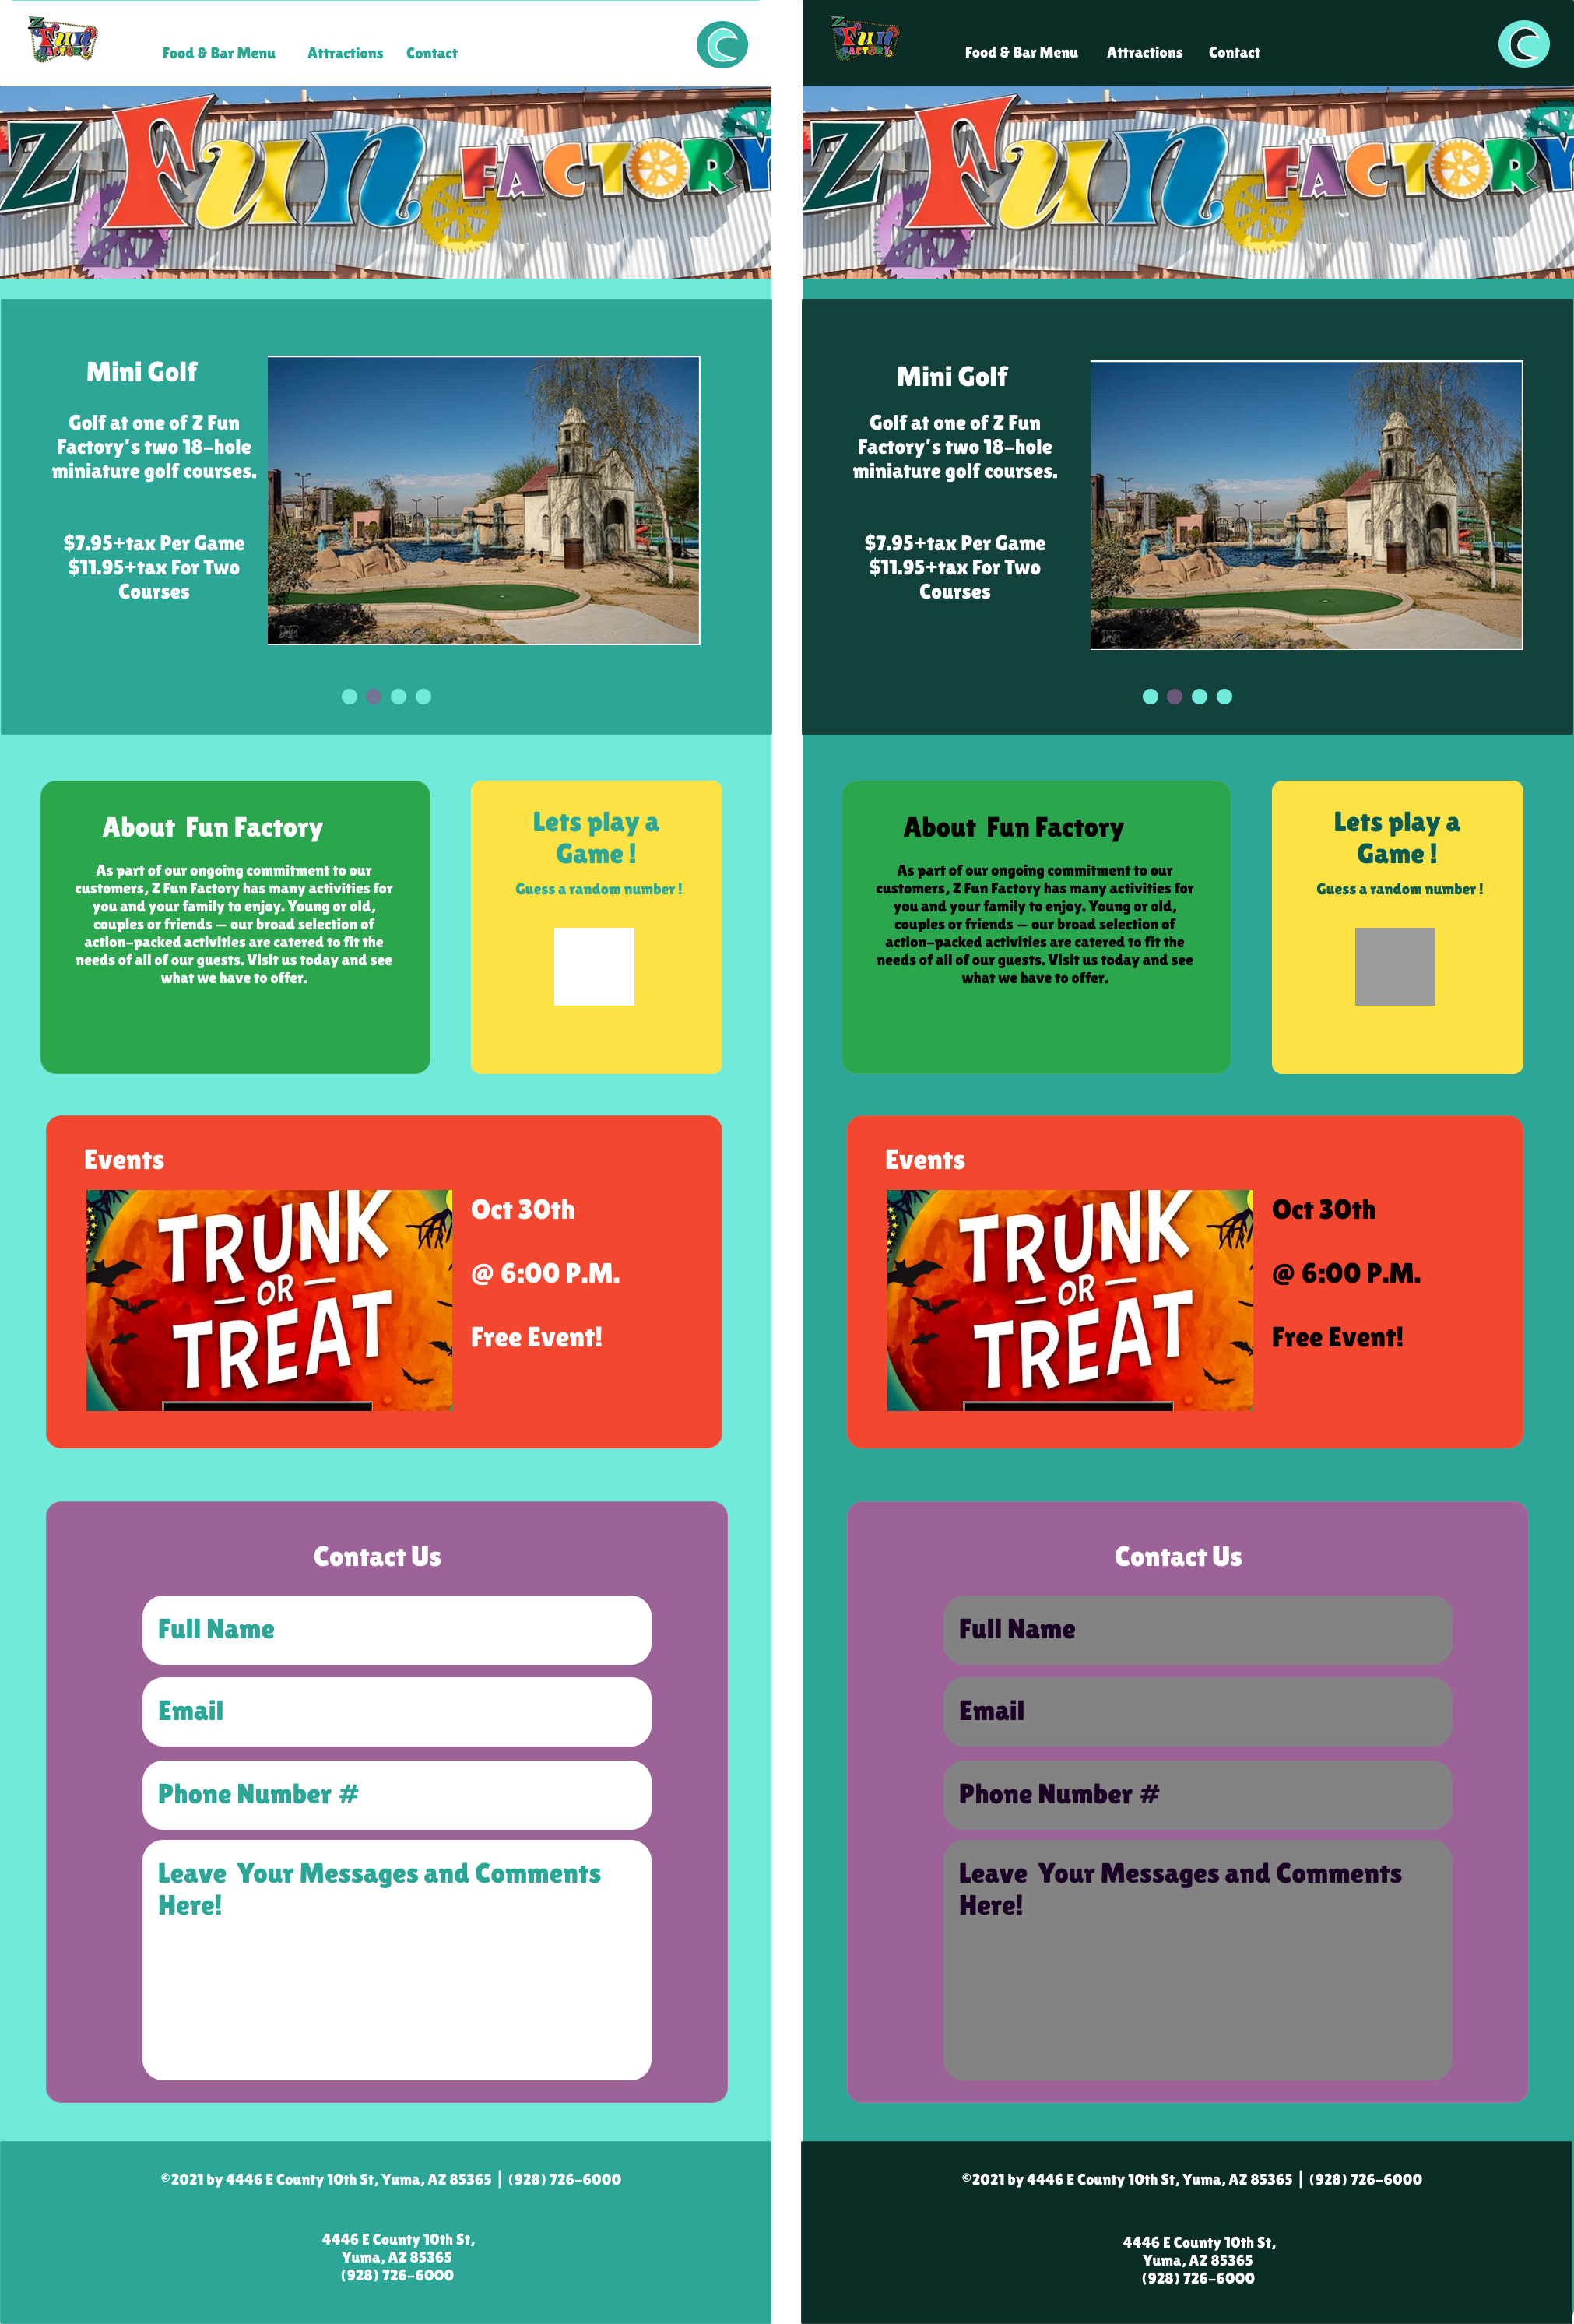 Z
Fun
FACTORY
Food & Bar Menu Attractions Contact
Z Fun FACTORY
Mini Golf
Golf at one of Z Fun
Factory's two 18-hole
miniature golf courses.
$7.95+tax Per Game
$11.95+tax For Two
Courses
About Fun Factory
As part of our ongoing commitment to our
customers, Z Fun Factory has many activities for
you and your family to enjoy. Young or old,
couples or friends – our broad selection of
action-packed activities are catered to fit the
needs of all of our guests. Visit us today and see
what we have to offer.
Lets play a
Game !
Guess a random number !
Events
TRUNK
OR
TREAT
Oct 30th
@ 6:00 P.M.
Free Event!
Contact Us
Full Name
Email
Phone Number #
Leave Your Messages and Comments
Here!
©2021 by 4446 E County 10th St, Yuma, AZ 85365 | (928) 726-6000
4446 E County 10th St,
Yuma, AZ 85365
(928) 726-6000
Z
Fun
FACTORY
Food & Bar Menu Attractions Contact
Z Fun FACTORY
Mini Golf
Golf at one of Z Fun
Factory's two 18-hole
miniature golf courses.
$7.95+tax Per Game
$11.95+tax For Two
Courses
About Fun Factory
As part of our ongoing commitment to our
customers, Z Fun Factory has many activities for
you and your family to enjoy. Young or old,
couples or friends – our broad selection of
action-packed activities are catered to fit the
needs of all of our guests. Visit us today and see
what we have to offer.
Lets play a
Game !
Guess a random number !
Events
TRUNK
OR
TREAT
Oct 30th
@ 6:00 P.M.
Free Event!
Contact Us
Full Name
Email
Phone Number #
Leave Your Messages and Comments
Here!
©2021 by 4446 E County 10th St, Yuma, AZ 85365 | (928) 726-6000
4446 E County 10th St,
Yuma, AZ 85365
(928) 726-6000